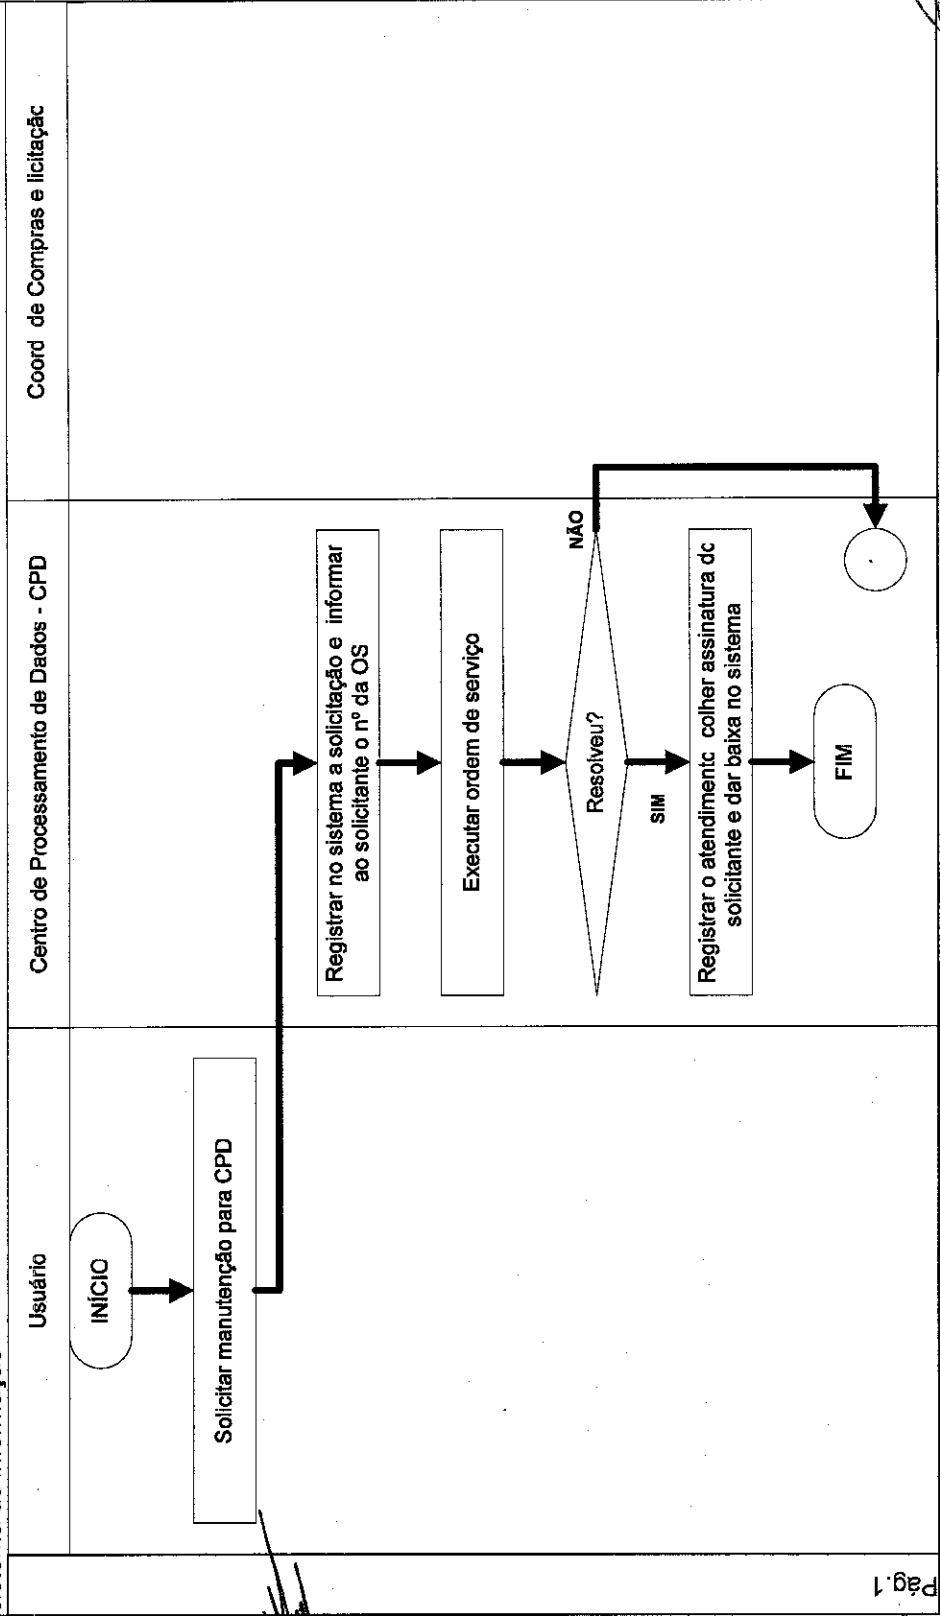 Usuário
Centro de Processamento de Dados - CPD
Coord de Compras e licitaçãc
INÍCIO
Solicitar manutenção para CPD
Registrar no sistema a solicitação e informar
ao solicitante o nº da OS
Executar ordem de serviço
Resolveu?
NÃO
SIM
Registrar o atendimentc colher assinatura dc
solicitante e dar baixa no sistema
FIM
Pág.1